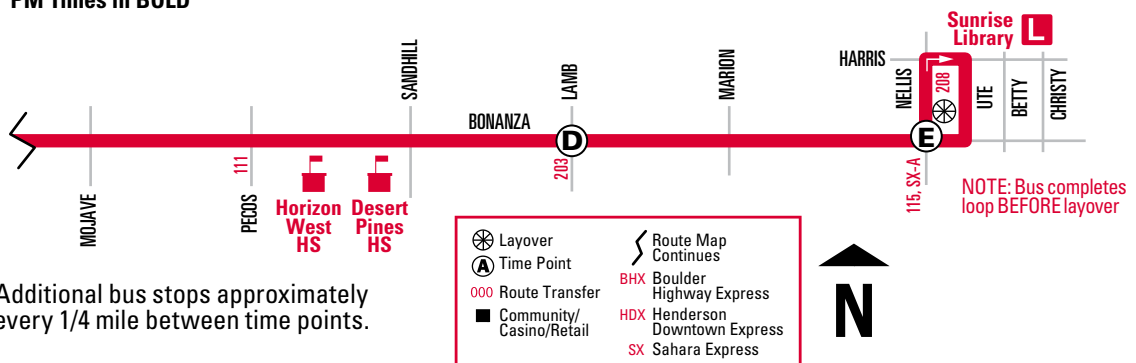 PM Times in BOLD
Sunrise
Library L
HARRIS
SANDHILL
LAMB
MARION
NELLIS
208
UTE
BETTY
CHRISTY
BONANZA
D
E
111
203
115, SX-A
MOJAVE
PECOS
Horizon
West
HS
Desert
Pines
HS
NOTE: Bus completes
loop BEFORE layover
Layover
A Time Point
000 Route Transfer
Community/
Casino/Retail
Route Map
Continues
BHX Boulder
Highway Express
HDX Henderson
Downtown Express
SX Sahara Express
N
Additional bus stops approximately
every 1/4 mile between time points.